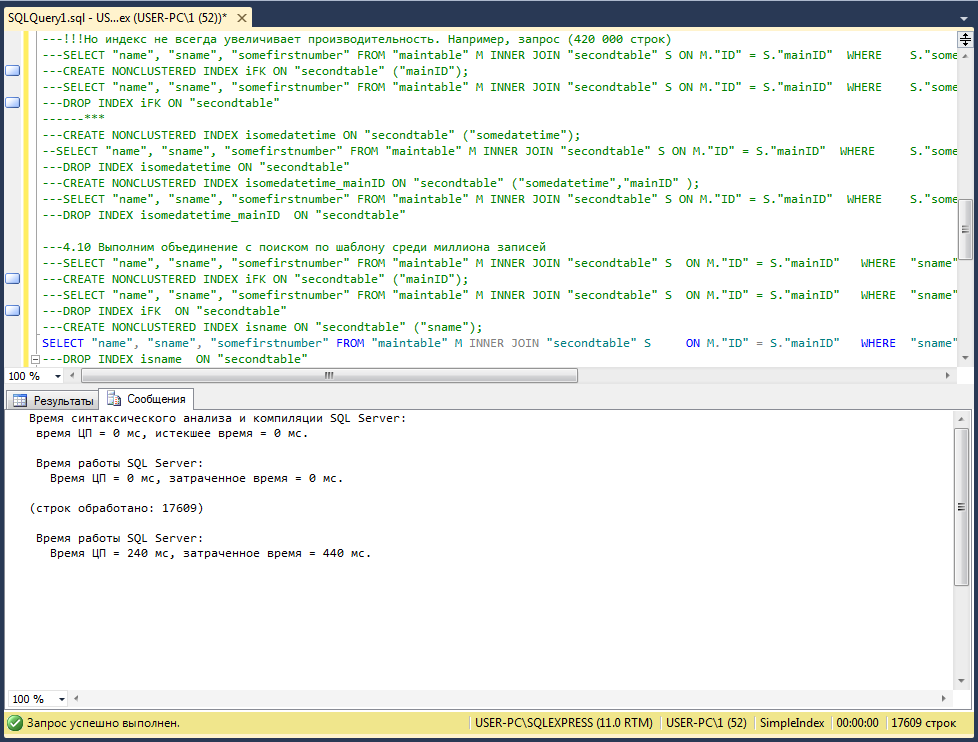 SQLQuery1.sql - US...ex (USER-PC\1 (52))*
---!!!Но индекс не всегда увеличивает производительность. Например, запрос (420 000 строк)
---SELECT "name", "sname", "somefirstnumber" FROM "maintable" M INNER JOIN "secondtable" S ON M."ID" = S."mainID"  WHERE    S."some
---CREATE NONCLUSTERED INDEX iFK ON "secondtable" ("mainID");
---SELECT "name", "sname", "somefirstnumber" FROM "maintable" M INNER JOIN "secondtable" S ON M."ID" = S."mainID"  WHERE    S."some
---DROP INDEX iFK ON "secondtable"
------***
---CREATE NONCLUSTERED INDEX isomedatetime ON "secondtable" ("somedatetime");
--SELECT "name", "sname", "somefirstnumber" FROM "maintable" M INNER JOIN "secondtable" S ON M."ID" = S."mainID"  WHERE     S."some
---DROP INDEX isomedatetime ON "secondtable"
---CREATE NONCLUSTERED INDEX isomedatetime_mainID ON "secondtable" ("somedatetime","mainID" );
---SELECT "name", "sname", "somefirstnumber" FROM "maintable" M INNER JOIN "secondtable" S ON M."ID" = S."mainID"  WHERE    S."some
---DROP INDEX isomedatetime_mainID  ON "secondtable"
---4.10 Выполним объединение с поиском по шаблону среди миллиона записей
---SELECT "name", "sname", "somefirstnumber" FROM "maintable" M INNER JOIN "secondtable" S  ON M."ID" = S."mainID"   WHERE  "sname"
---CREATE NONCLUSTERED INDEX iFK ON "secondtable" ("mainID");
---SELECT "name", "sname", "somefirstnumber" FROM "maintable" M INNER JOIN "secondtable" S  ON M."ID" = S."mainID"   WHERE  "sname"
---DROP INDEX iFK  ON "secondtable"
---CREATE NONCLUSTERED INDEX isname ON "secondtable" ("sname");
SELECT "name", "sname", "somefirstnumber" FROM "maintable" M INNER JOIN "secondtable" S     ON M."ID" = S."mainID"   WHERE  "sname"
---DROP INDEX isname  ON "secondtable"
100 %
Результаты Сообщения
Время синтаксического анализа и компиляции SQL Server:
время ЦП = 0 мс, истекшее время = 0 мс.
Время работы SQL Server:
Время ЦП = 0 мс, затраченное время = 0 мс.
(строк обработано: 17609)
Время работы SQL Server:
Время ЦП = 240 мс, затраченное время = 440 мс.
100 %
Запрос успешно выполнен. USER-PC\SQLEXPRESS (11.0 RTM) USER-PC\1 (52) SimpleIndex 00:00:00 17609 строк